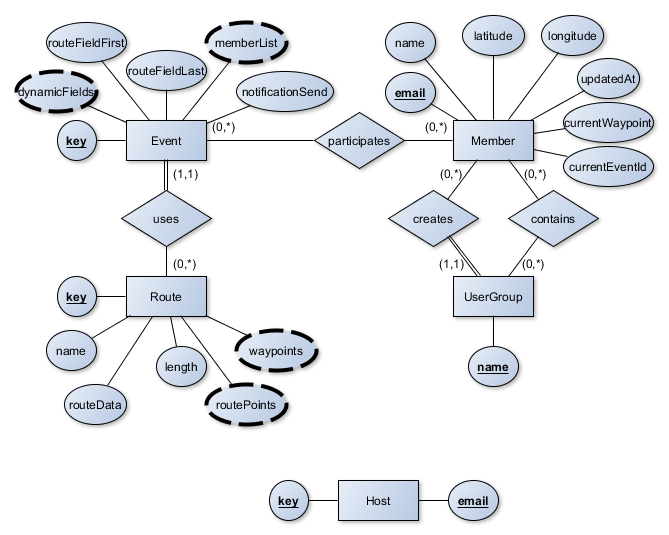 routeFieldFirst
memberList
name
latitude
longitude
routeFieldLast
dynamicFields
notificationSend
email
updatedAt
key
Event
(0,*)
participates
(0,*)
Member
currentWaypoint
currentEventId
(1,1)
(0,*)
(0,*)
uses
creates
contains
(0,*)
(1,1)
(0,*)
key
Route
UserGroup
name
waypoints
length
name
routeData
routePoints
key
Host
email